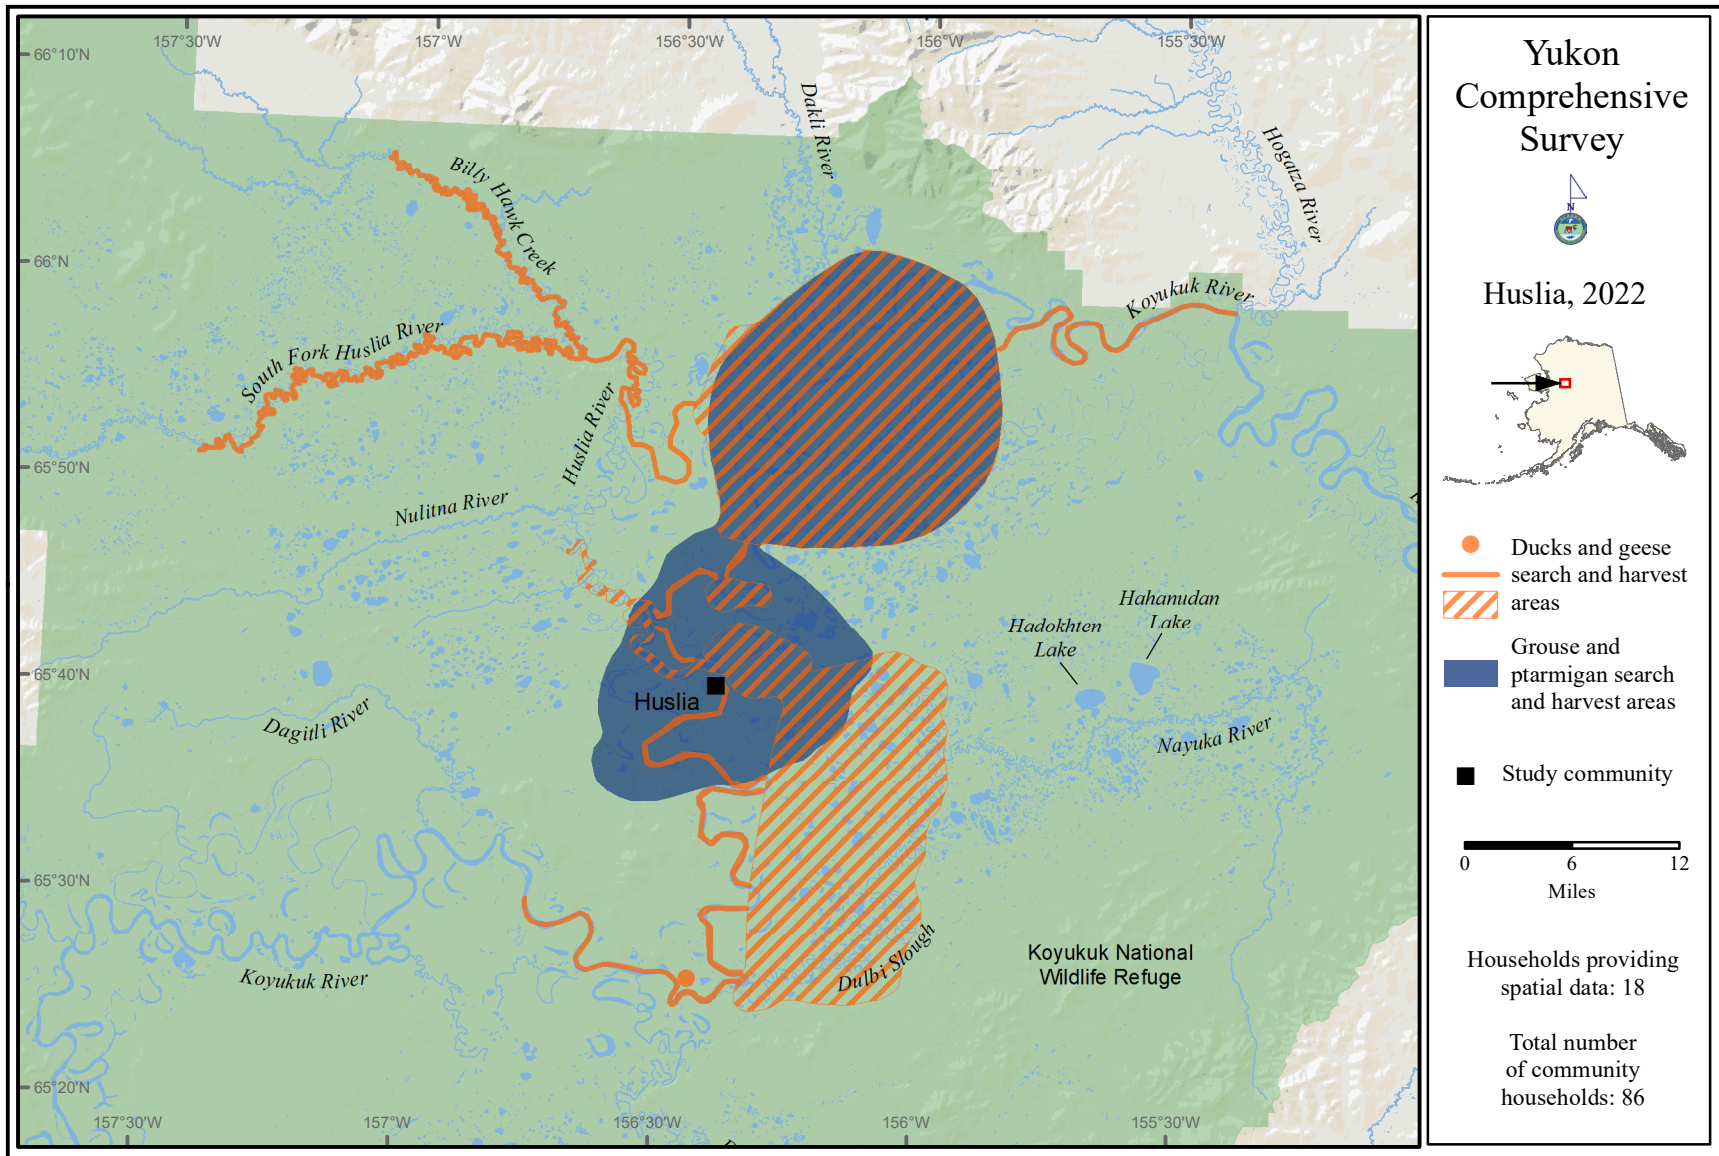 157°30'W
157°W
156°30'W
156°W
155°30'W
66°10'N
66°N
65°50'N
65°40'N
65°30'N
65°20'N
157°30'W
157°W
156°30'W
156°W
155°30'W
Dakli River
Hogatza River
Billy Hawk Creek
Koyukuk River
South Fork Huslia River
Huslia River
Nulitna River
Hahanudan
Lake
Hadokhten
Lake
Huslia
Dagitli River
Nayuka River
Dulbi Slough
Koyukuk National
Wildlife Refuge
Koyukuk River
Yukon
Comprehensive
Survey
N
Huslia, 2022
Ducks and geese
search and harvest
areas
Grouse and
ptarmigan search
and harvest areas
Study community
0 6 12
Miles
Households providing
spatial data: 18
Total number
of community
households: 86